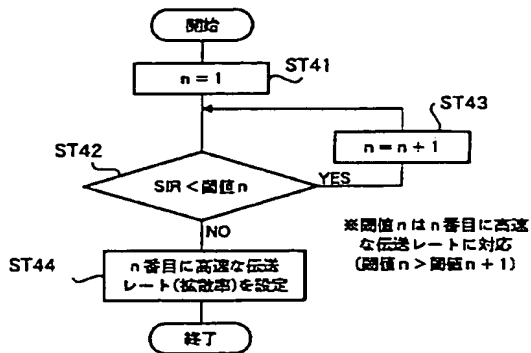 開始
ST41
n=1
ST43
n=n+1
ST42
SIR<閾値n
YES
NO
※閾値nはn番目に高速
な伝送レートに対応
(閾値n>閾値n+1)
ST44
n番目に高速な伝送
レート(拡散率)を設定
終了